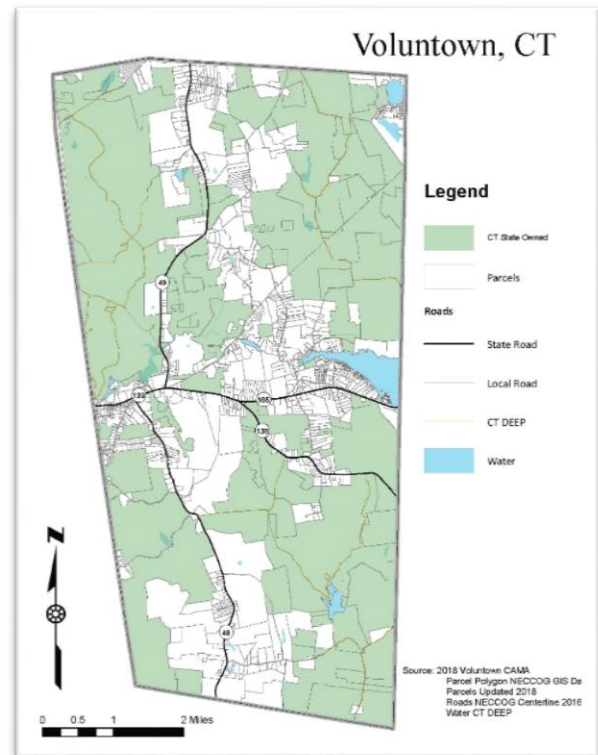 Voluntown, CT
Legend
CT State Owned
Parcels
Roads
State Road
Local Road
CT DEEP
Water
49
165
138
49
N
0 0.5 1 2 Miles
Source: 2018 Voluntown CAMA
Parcel Polygon NECCOG GIS Da
Parcels Updated 2018
Roads NECCOG Centerline 2016
Water CT DEEP